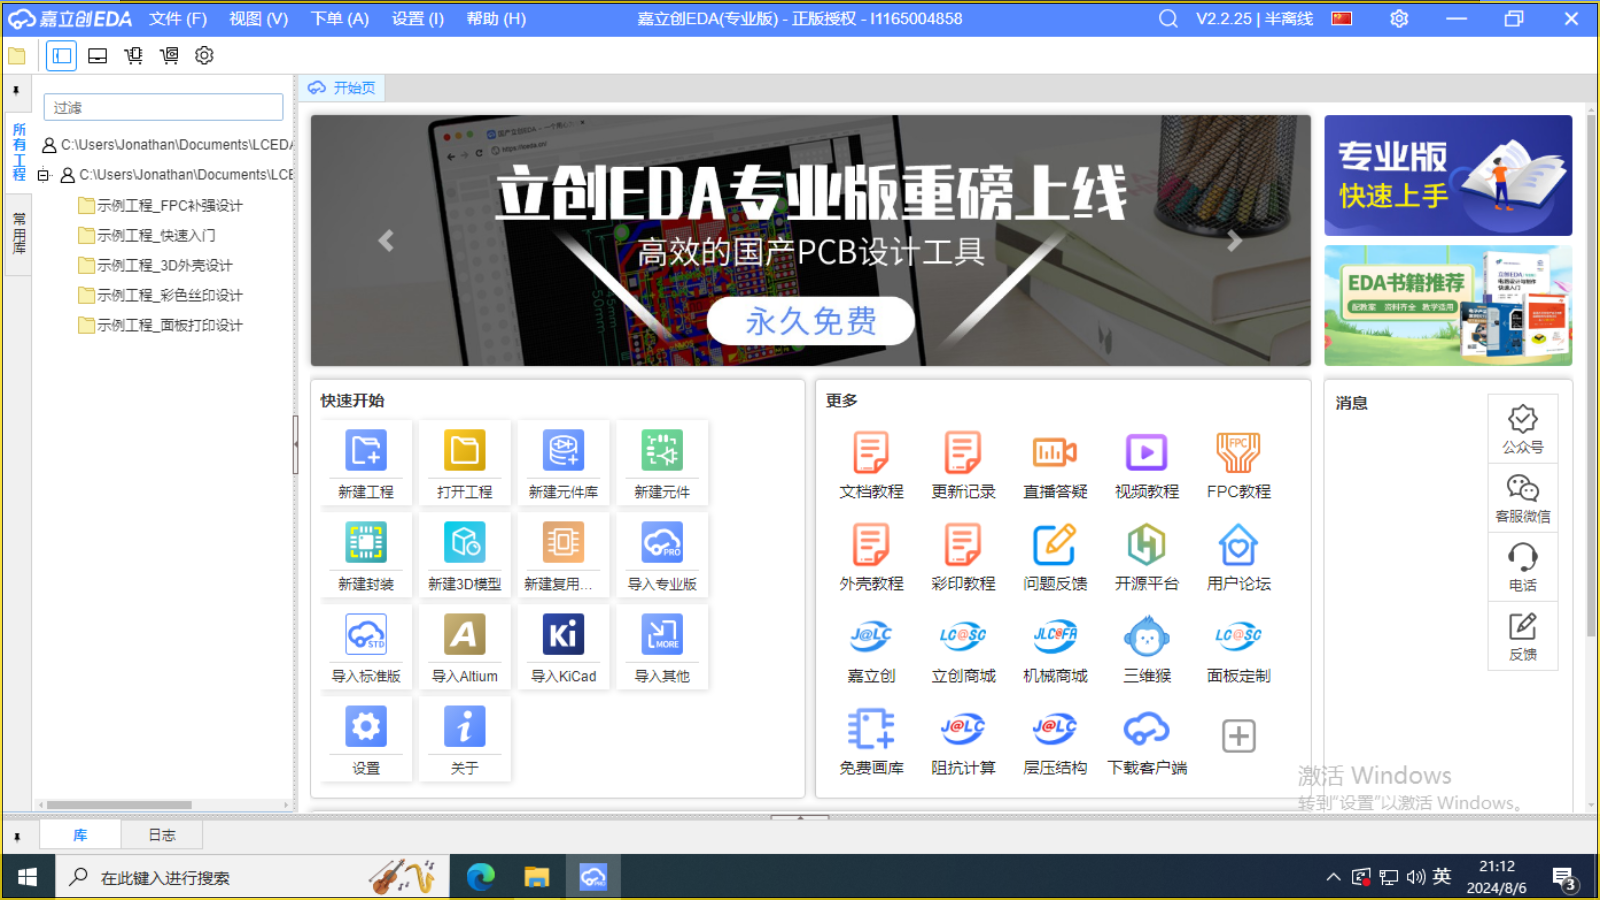 嘉立创EDA 文件 (F) 视图 (V) 下单 (A) 设置 (I) 帮助 (H) 嘉立创EDA(专业版) - 正版授权 - I1165004858 V2.2.25 | 半离线
开始页
过滤
所有工程
常用库
C:\Users\Jonathan\Documents\LCEDA
C:\Users\Jonathan\Documents\LCE
示例工程_FPC补强设计
示例工程_快速入门
示例工程_3D外壳设计
示例工程_彩色丝印设计
示例工程_面板打印设计
立创EDA专业版重磅上线
高效的国产PCB设计工具
永久免费
专业版
快速上手
EDA书籍推荐
配教案 资料齐全 教学适用
快速开始
新建工程 打开工程 新建元件库 新建元件
新建封装 新建3D模型 新建复用... 导入专业版
导入标准版 导入Altium 导入KiCad 导入其他
设置 关于
更多
文档教程 更新记录 直播答疑 视频教程 FPC教程
外壳教程 彩印教程 问题反馈 开源平台 用户论坛
嘉立创 立创商城 机械商城 三维猴 面板定制
免费画库 阻抗计算 层压结构 下载客户端
消息
公众号
客服微信
电话
反馈
激活 Windows
转到"设置"以激活 Windows。
库 日志
在此键入进行搜索
英
21:12
2024/8/6
3